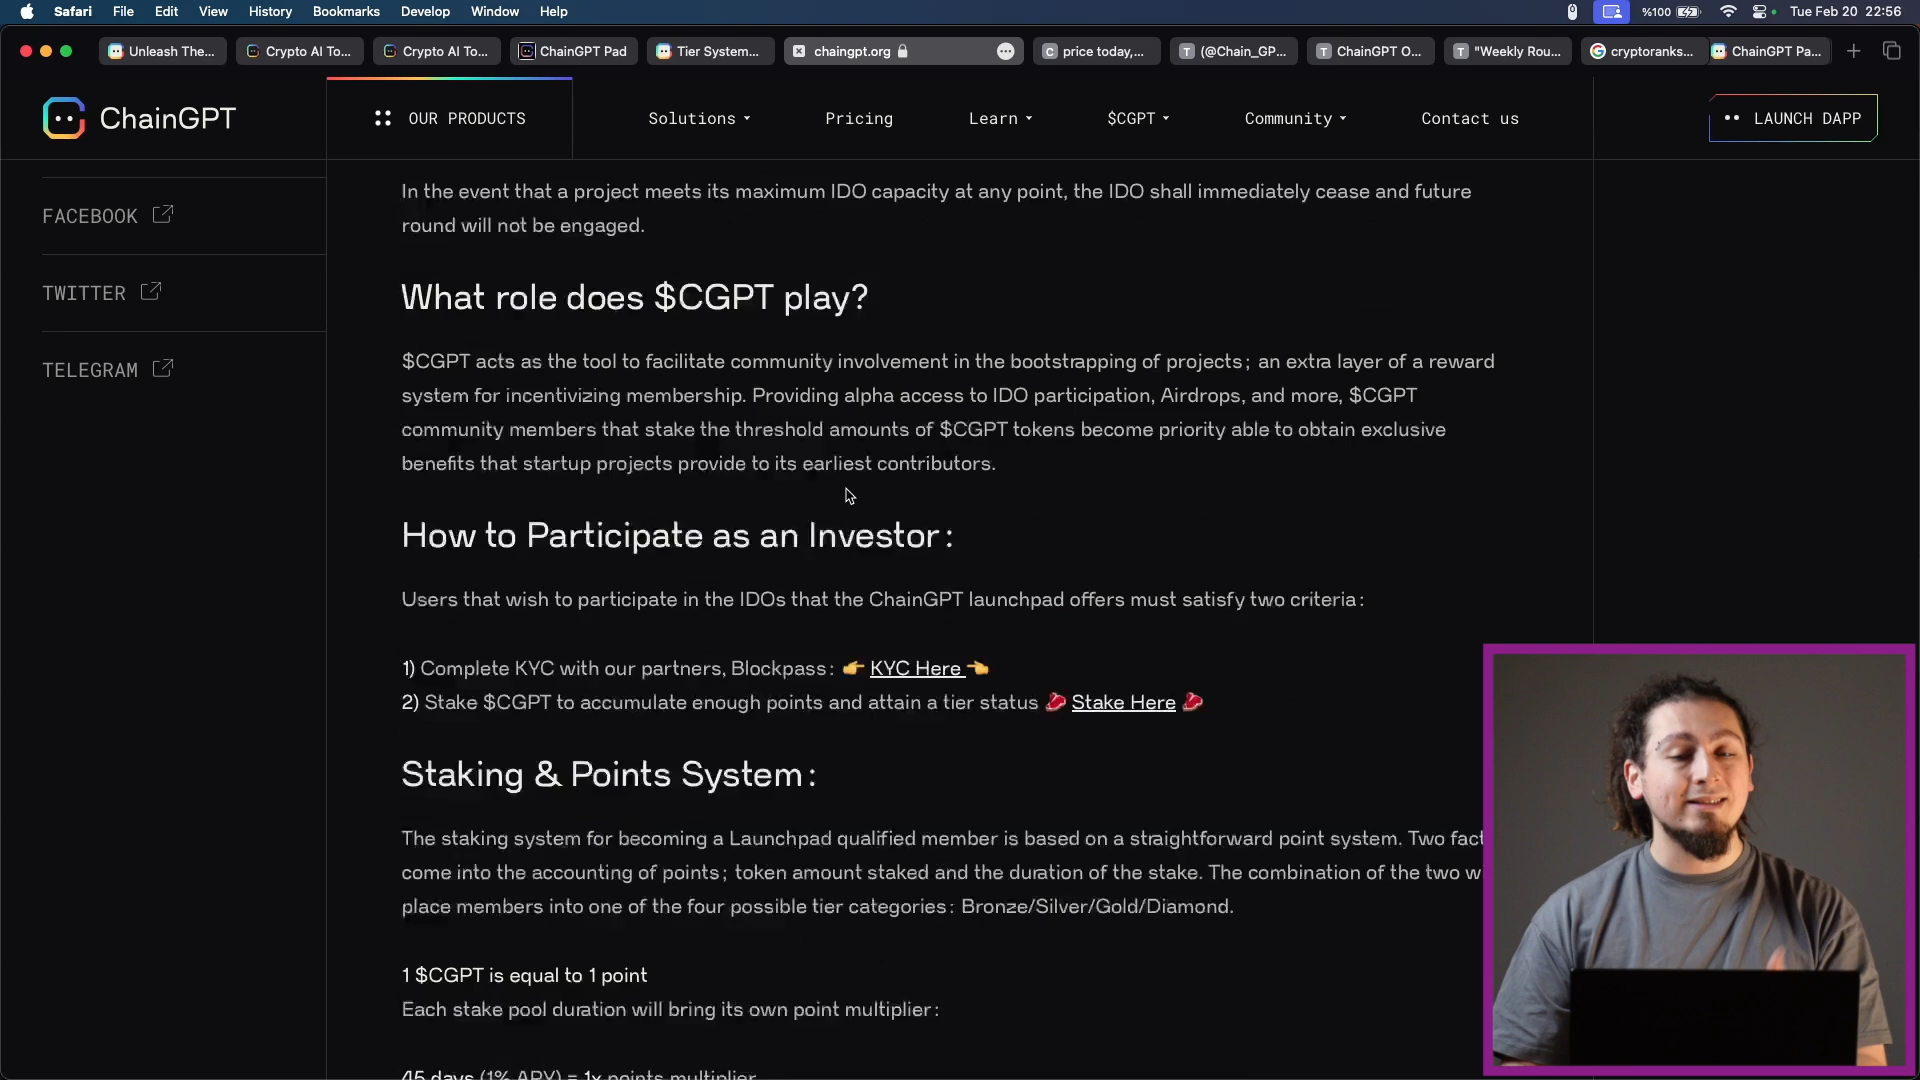 Safari File Edit View History Bookmarks Develop Window Help %100 Tue Feb 20 22:56
Unleash The... Crypto AI To... Crypto AI To... ChainGPT Pad Tier System... chaingpt.org price today,... (@Chain_GP... ChainGPT O... "Weekly Rou... cryptoranks... ChainGPT Pa...
ChainGPT OUR PRODUCTS Solutions Pricing Learn $CGPT Community Contact us LAUNCH DAPP
FACEBOOK
TWITTER
TELEGRAM
In the event that a project meets its maximum IDO capacity at any point, the IDO shall immediately cease and future
round will not be engaged.
What role does $CGPT play?
$CGPT acts as the tool to facilitate community involvement in the bootstrapping of projects; an extra layer of a reward
system for incentivizing membership. Providing alpha access to IDO participation, Airdrops, and more, $CGPT
community members that stake the threshold amounts of $CGPT tokens become priority able to obtain exclusive
benefits that startup projects provide to its earliest contributors.
How to Participate as an Investor:
Users that wish to participate in the IDOs that the ChainGPT launchpad offers must satisfy two criteria:
1) Complete KYC with our partners, Blockpass: 👉 KYC Here 👈
2) Stake $CGPT to accumulate enough points and attain a tier status 🥩 Stake Here 🥩
Staking & Points System:
The staking system for becoming a Launchpad qualified member is based on a straightforward point system. Two fact
come into the accounting of points; token amount staked and the duration of the stake. The combination of the two w
place members into one of the four possible tier categories: Bronze/Silver/Gold/Diamond.
1 $CGPT is equal to 1 point
Each stake pool duration will bring its own point multiplier:
45 days (1% APY) = 1x points multiplier